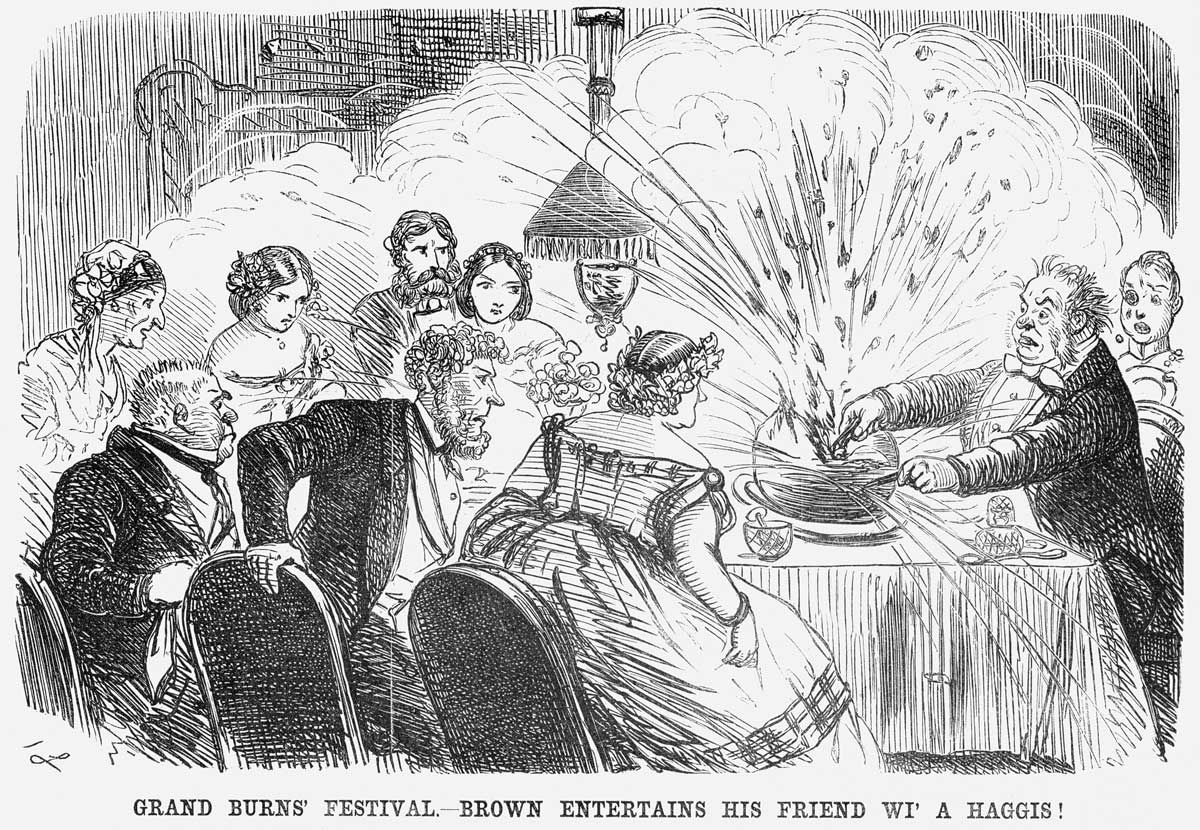 GRAND BURNS' FESTIVAL.—BROWN ENTERTAINS HIS FRIEND WI' A HAGGIS!